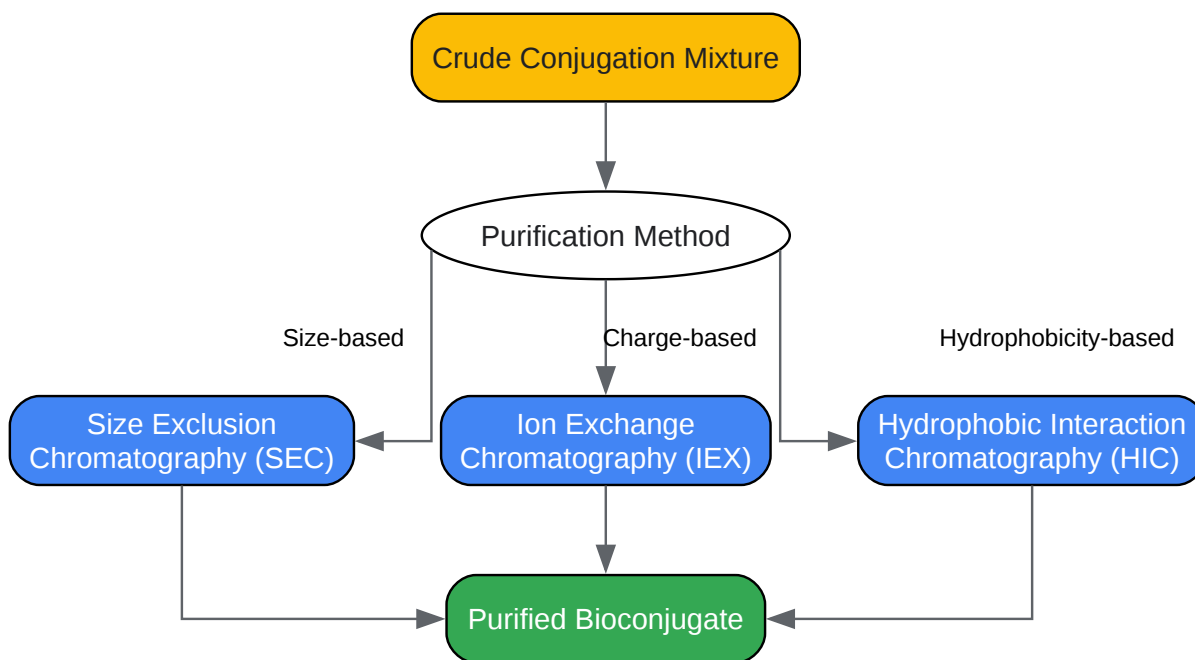 Crude Conjugation Mixture
Purification Method
Size-based
Charge-based
Hydrophobicity-based
Size Exclusion
Chromatography (SEC)
Ion Exchange
Chromatography (IEX)
Hydrophobic Interaction
Chromatography (HIC)
Purified Bioconjugate